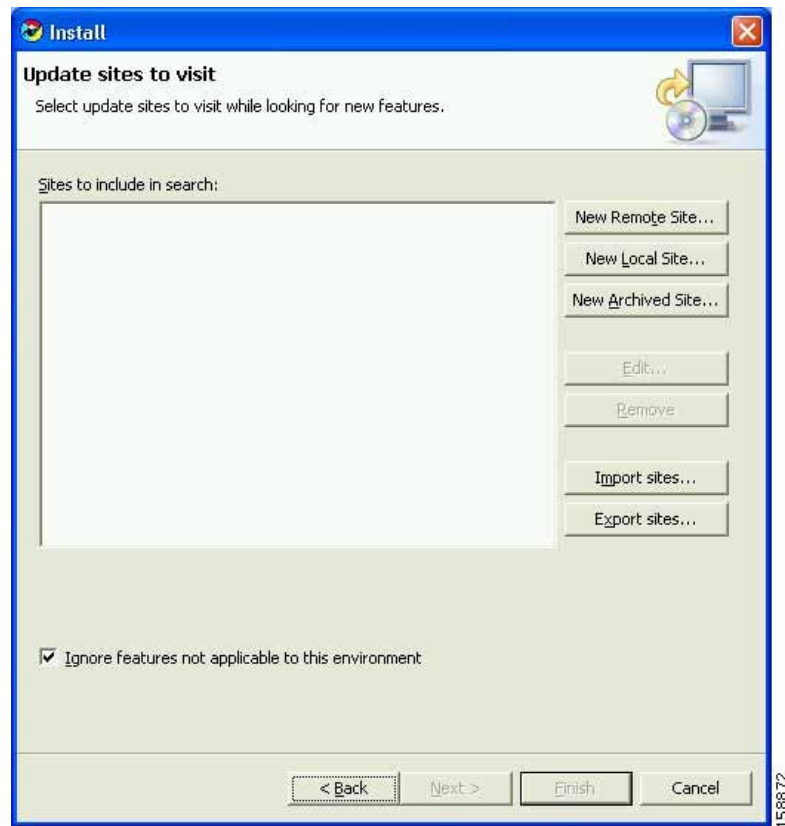 Install
Update sites to visit
Select update sites to visit while looking for new features.
Sites to include in search:
New Remote Site...
New Local Site...
New Archived Site...
Edit...
Remove
Import sites...
Export sites...
Ignore features not applicable to this environment
< Back
Next >
Finish
Cancel
158872